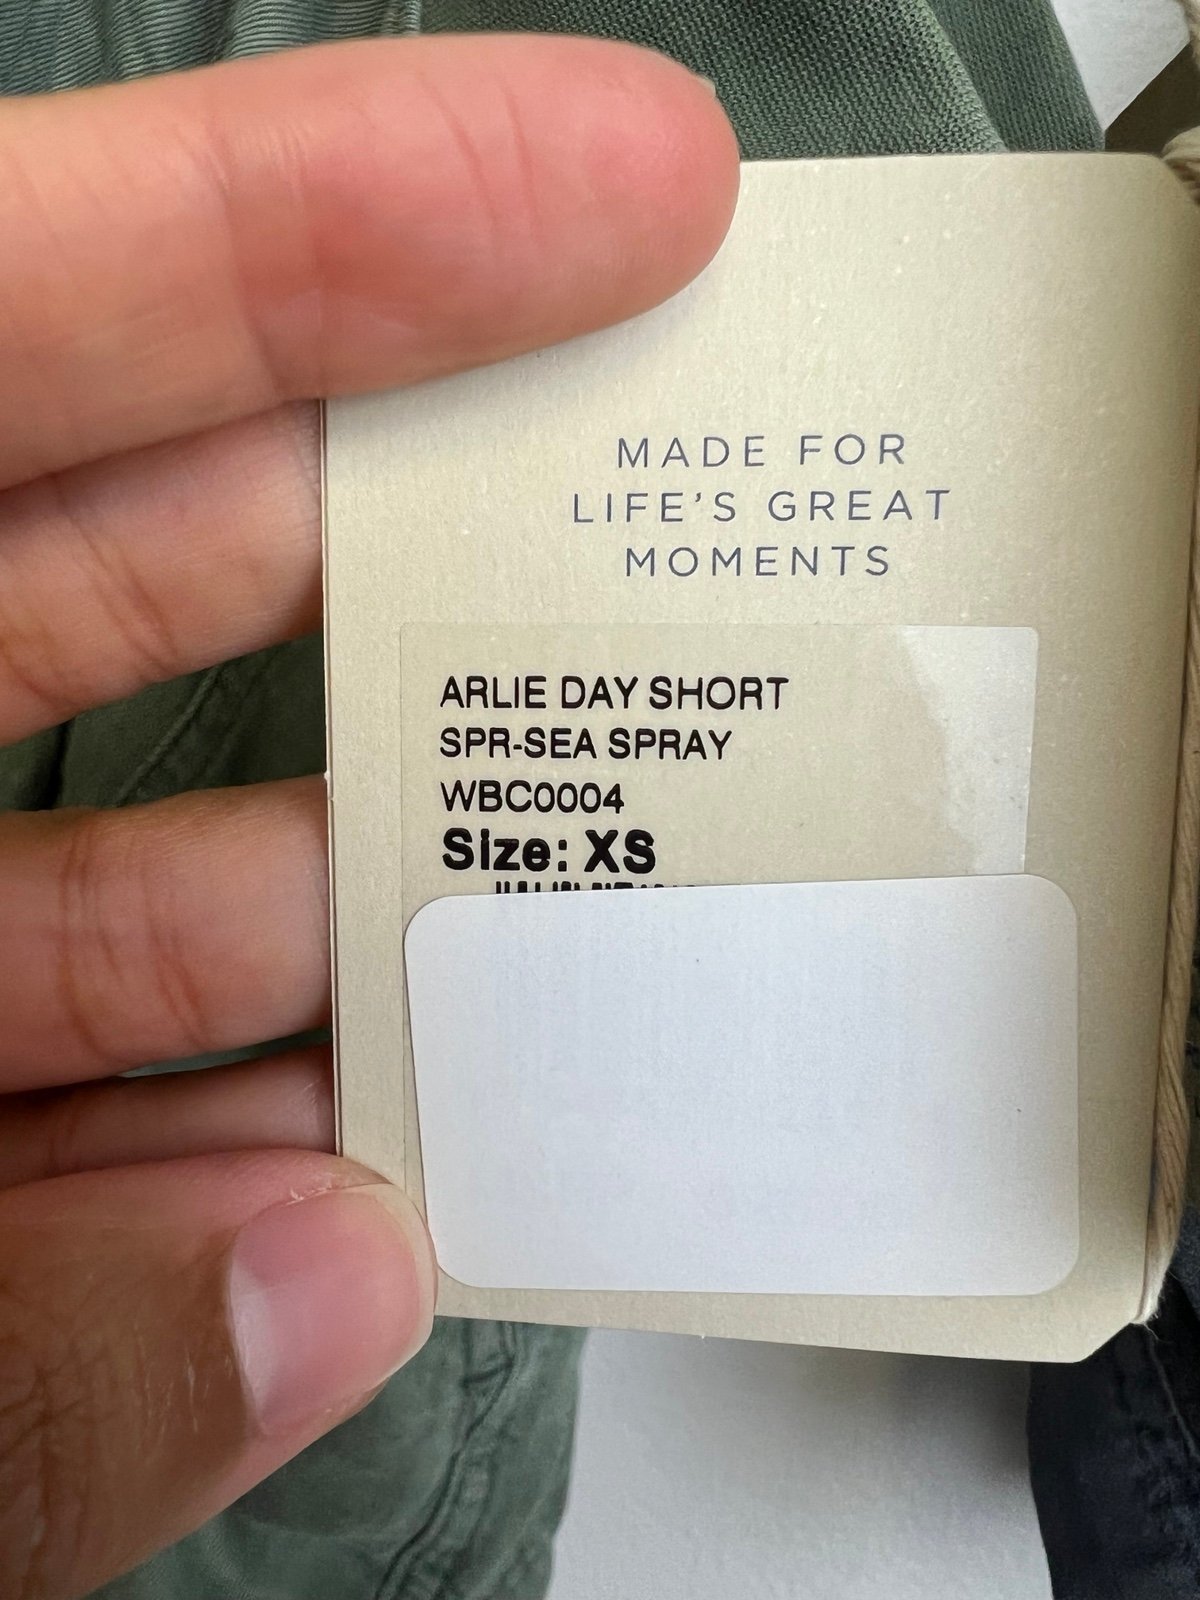 MADE FOR
LIFE'S GREAT
MOMENTS
ARLIE DAY SHORT
SPR-SEA SPRAY
WBC0004
Size: XS